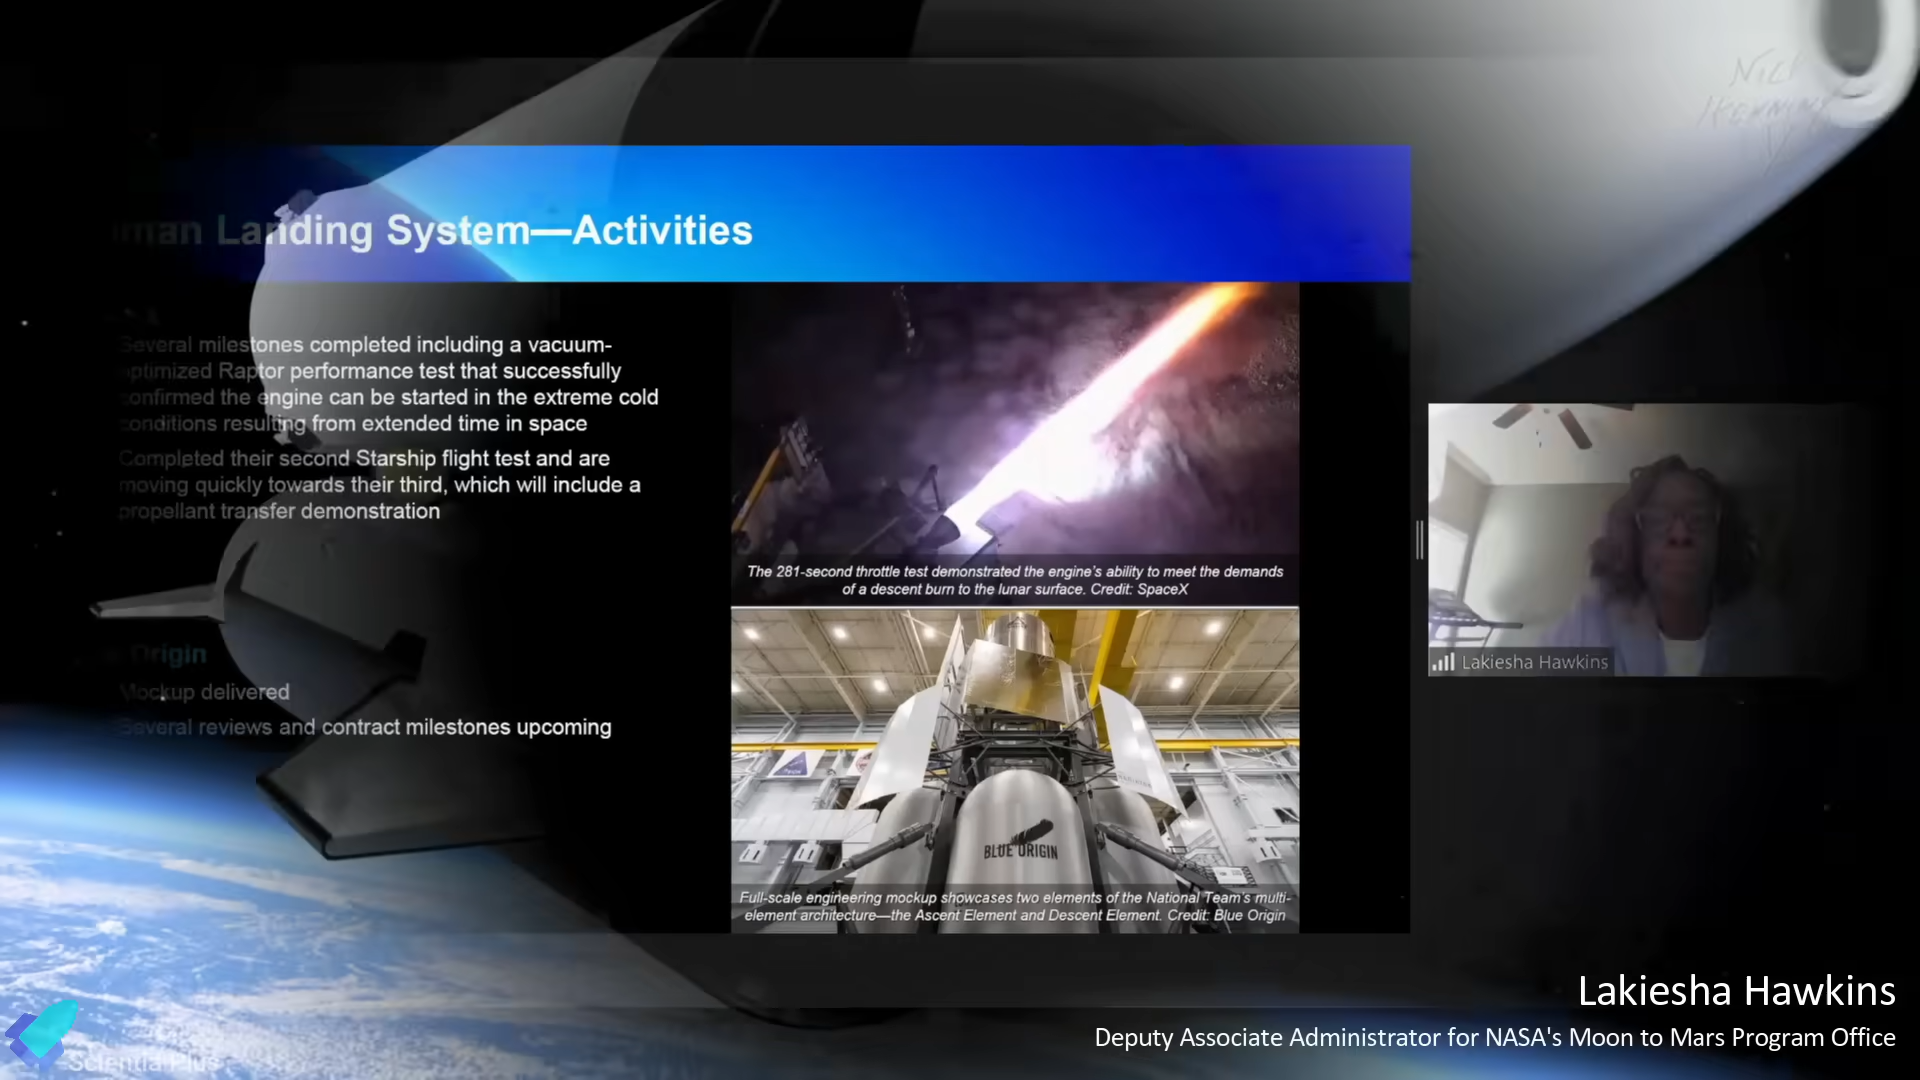 Human Landing System—Activities
Several milestones completed including a vacuum-
optimized Raptor performance test that successfully
confirmed the engine can be started in the extreme cold
conditions resulting from extended time in space
Completed their second Starship flight test and are
moving quickly towards their third, which will include a
propellant transfer demonstration
Origin
Mockup delivered
Several reviews and contract milestones upcoming
The 281-second throttle test demonstrated the engine's ability to meet the demands
of a descent burn to the lunar surface. Credit: SpaceX
BLUE ORIGIN
Full-scale engineering mockup showcases two elements of the National Team's multi-
element architecture—the Ascent Element and Descent Element. Credit: Blue Origin
Lakiesha Hawkins
Lakiesha Hawkins
Deputy Associate Administrator for NASA's Moon to Mars Program Office
Scientia Plus